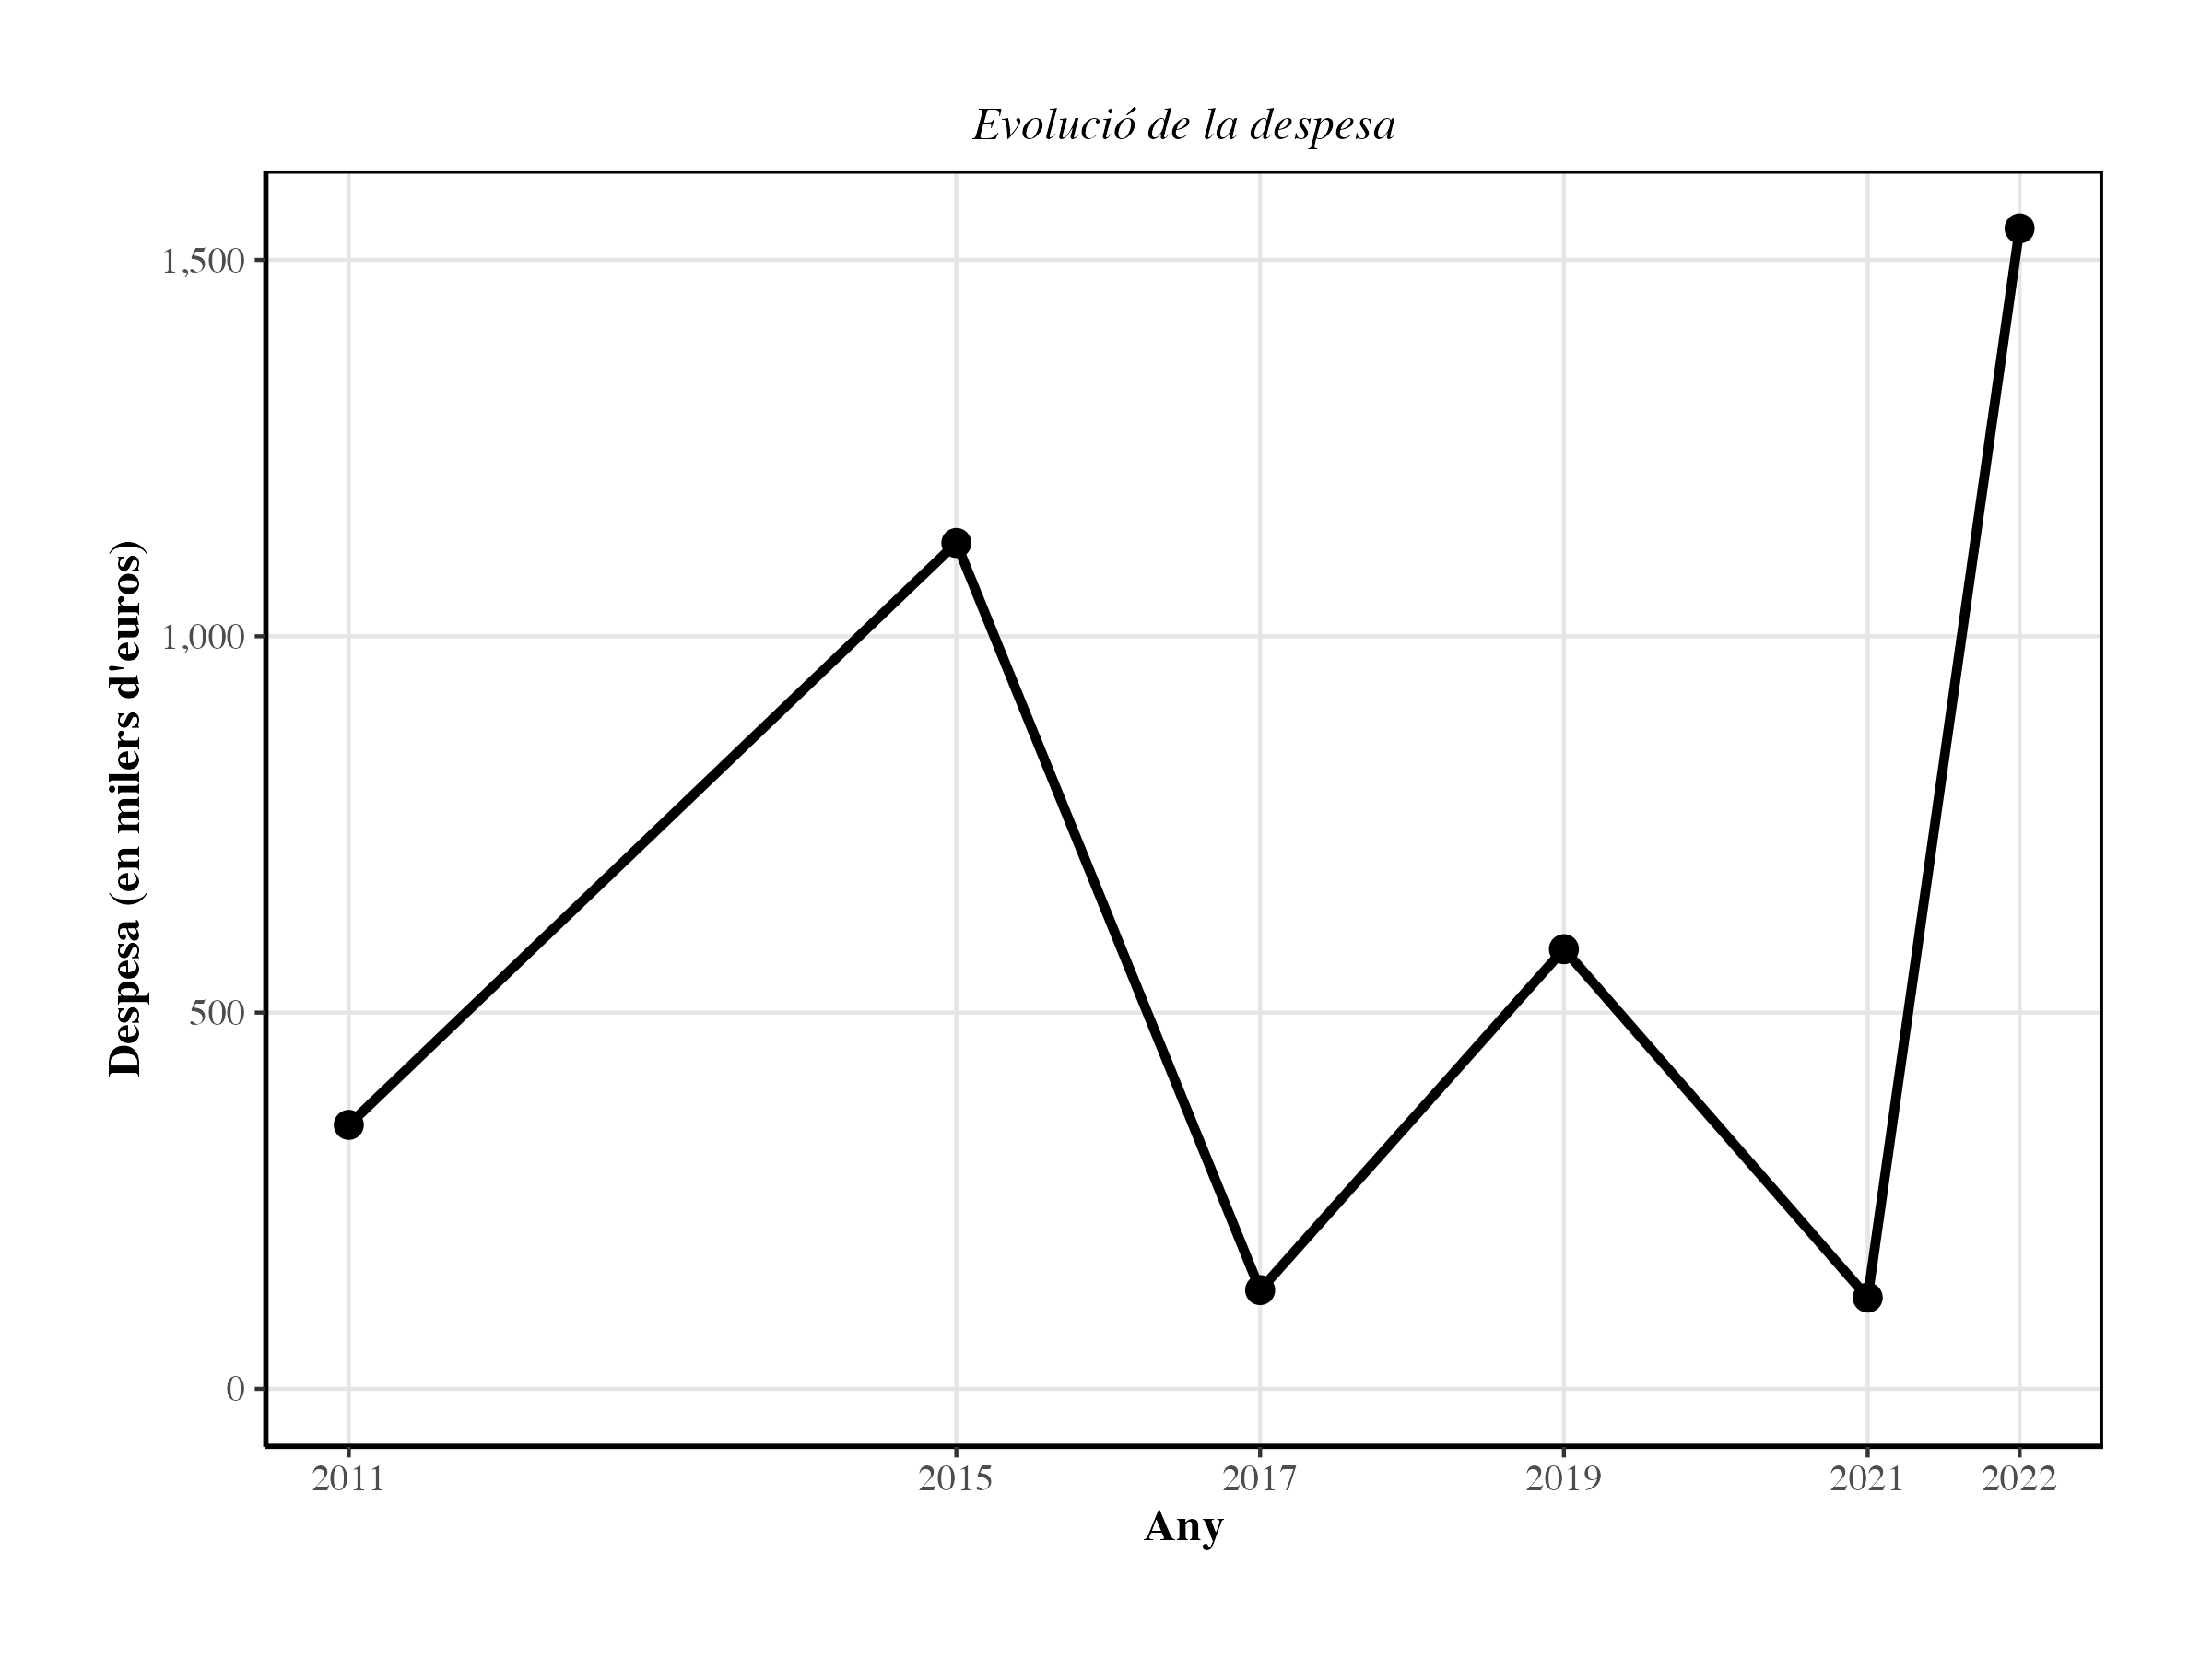 Evolució de la despesa
Despesa (en milers d'euros)
1,500
1,000
500
0
2011 2015 2017 2019 2021 2022
Any